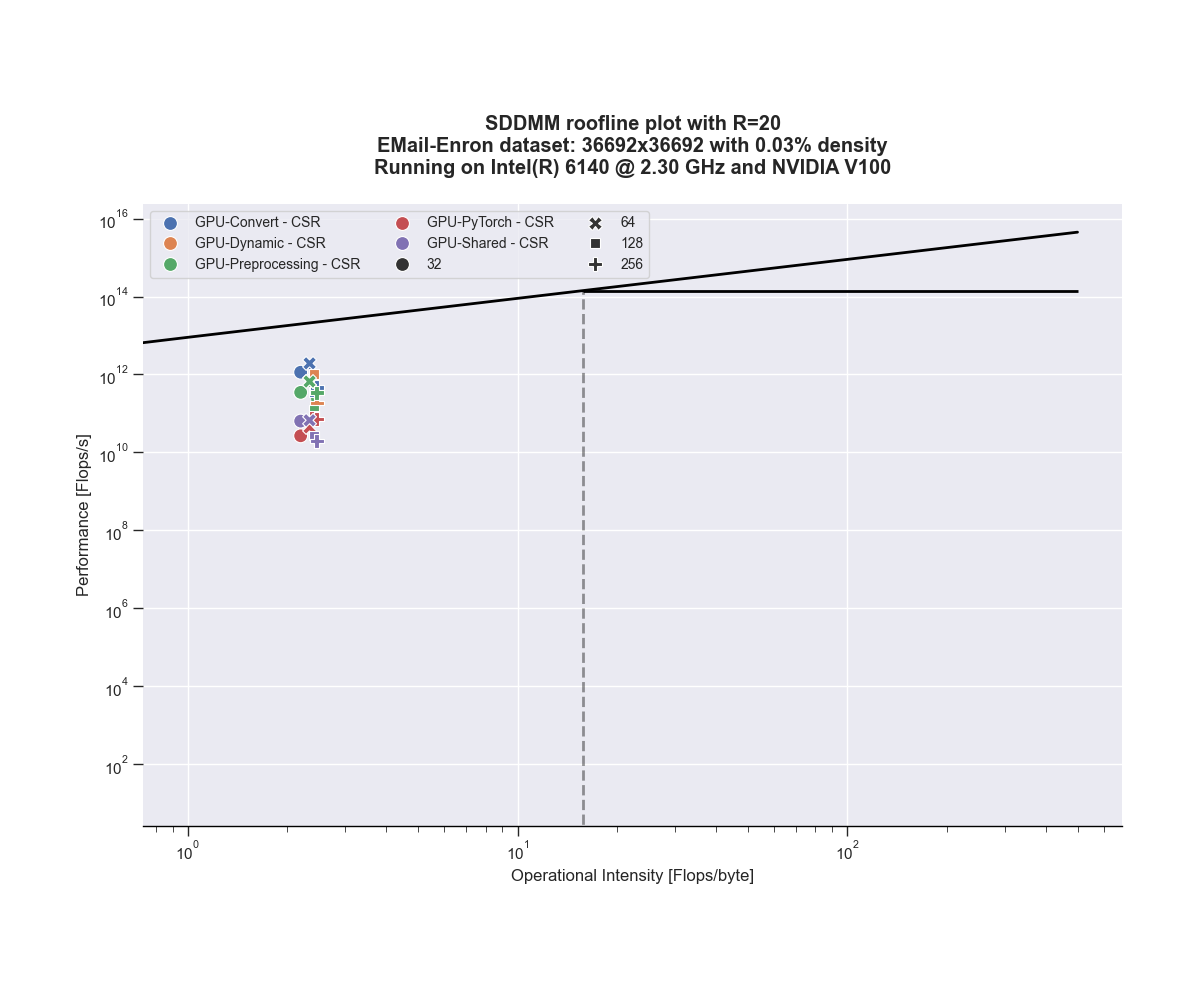 SDDMM roofline plot with R=20
EMail-Enron dataset: 36692x36692 with 0.03% density
Running on Intel(R) 6140 @ 2.30 GHz and NVIDIA V100
GPU-Convert - CSR
GPU-Dynamic - CSR
GPU-Preprocessing - CSR
GPU-PyTorch - CSR
GPU-Shared - CSR
32
64
128
256
10^16
10^14
10^12
10^10
10^8
10^6
10^4
10^2
Performance [Flops/s]
10^0
10^1
10^2
Operational Intensity [Flops/byte]